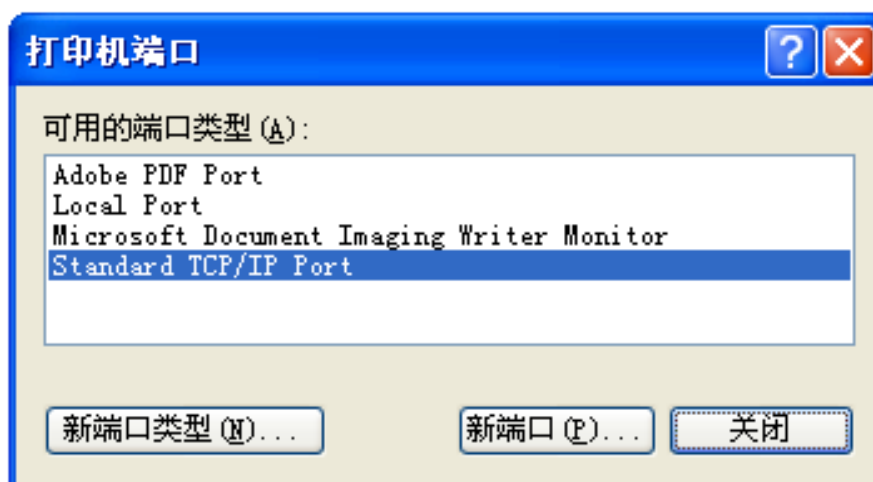 打印机端口
可用的端口类型(A):
Adobe PDF Port
Local Port
Microsoft Document Imaging Writer Monitor
Standard TCP/IP Port
新端口类型(N)... 新端口(P)... 关闭